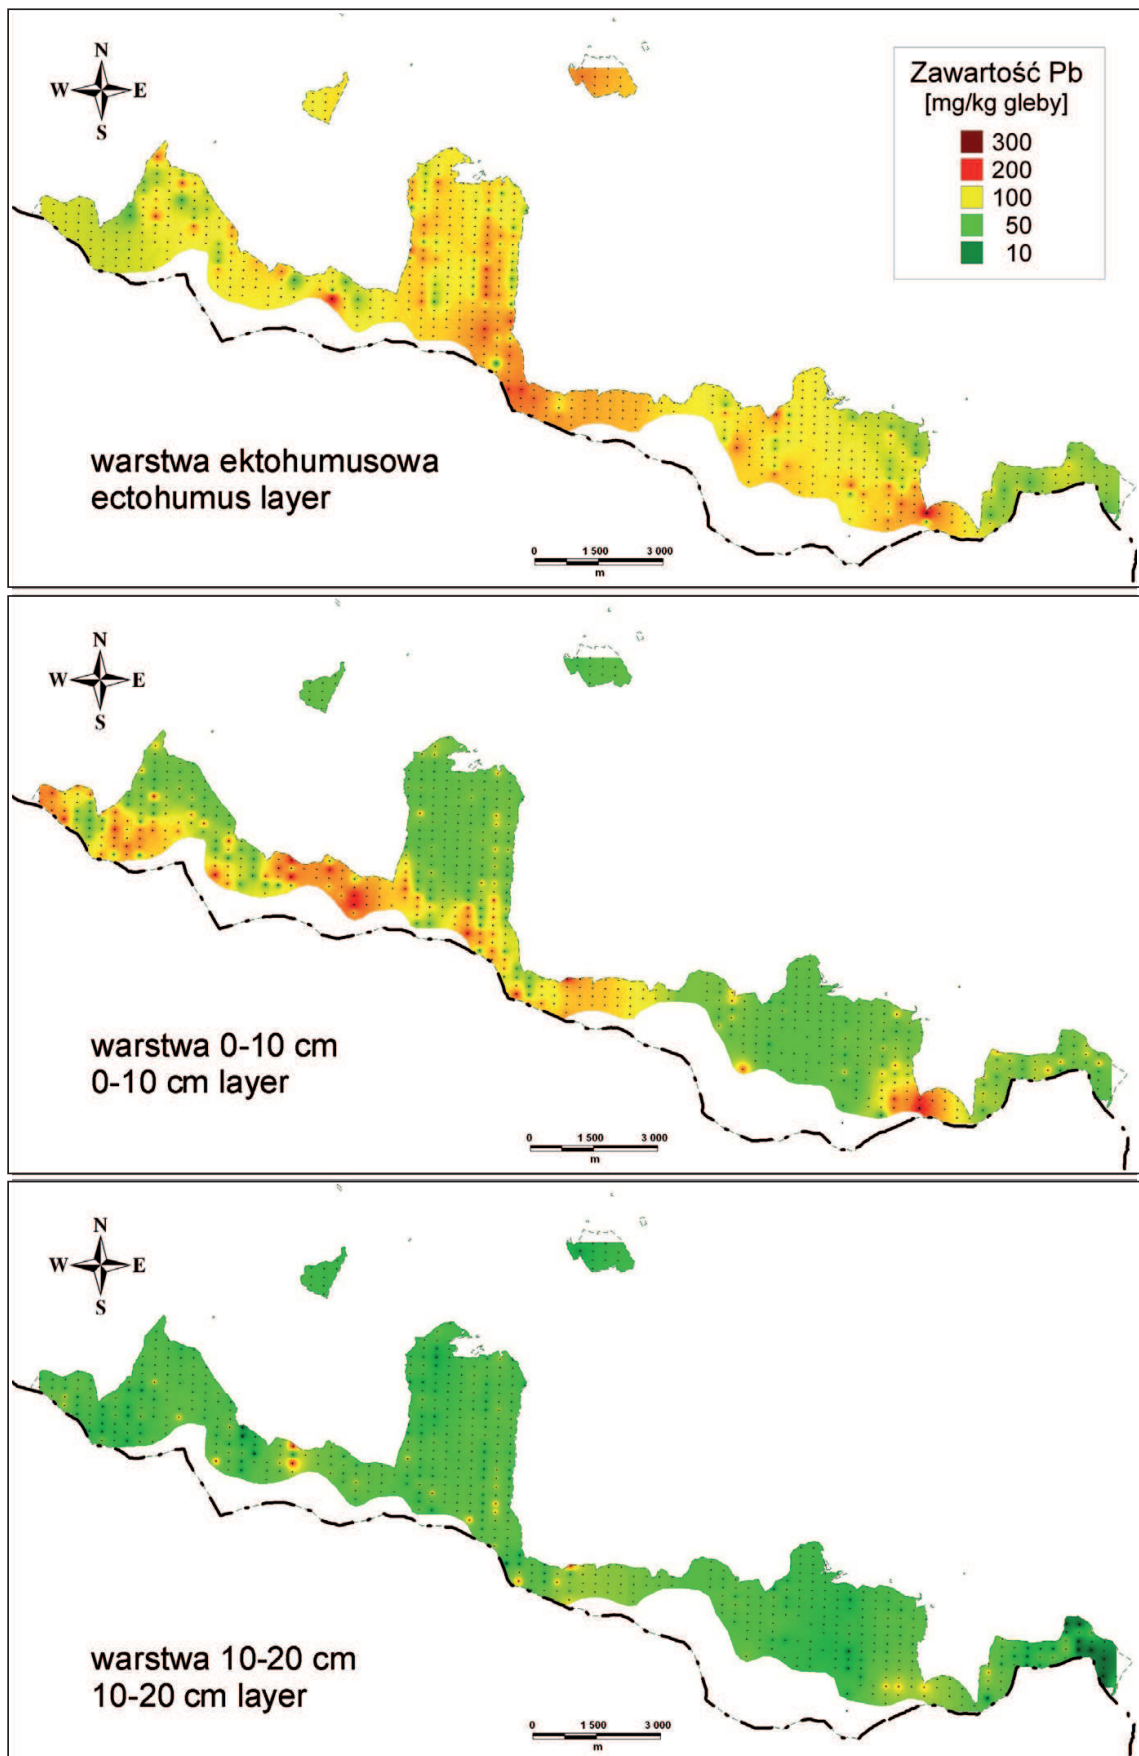 N
W E
S
Zawartość Pb
[mg/kg gleby]
300
200
100
50
10
warstwa ektohumusowa
ectohumus layer
0 1 500 3 000
m
N
W E
S
warstwa 0-10 cm
0-10 cm layer
0 1 500 3 000
m
N
W E
S
warstwa 10-20 cm
10-20 cm layer
0 1 500 3 000
m